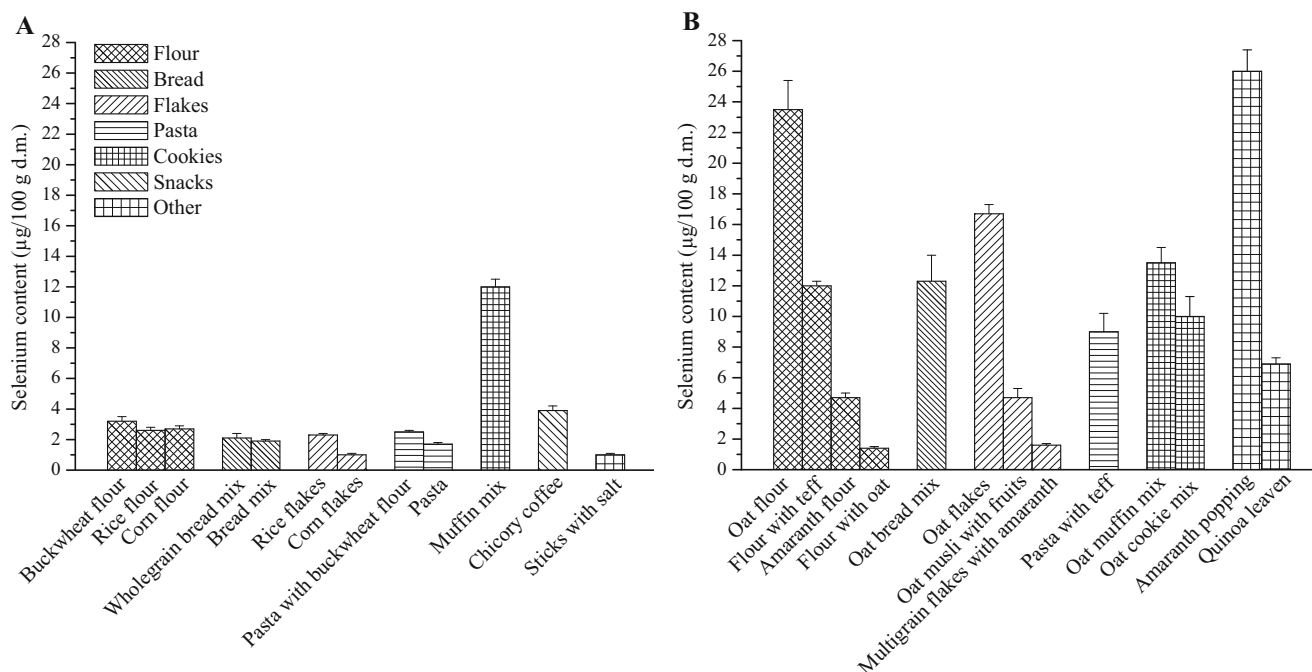 A
Selenium content (µg/100 g d.m.)
28
26
24
22
20
18
16
14
12
10
8
6
4
2
0
Flour
Bread
Flakes
Pasta
Cookies
Snacks
Other
Buckwheat flour
Rice flour
Corn flour
Wholegrain bread mix
Bread mix
Rice flakes
Corn flakes
Pasta with buckwheat flour
Pasta
Muffin mix
Chicory coffee
Sticks with salt
B
Selenium content (µg/100 g d.m.)
28
26
24
22
20
18
16
14
12
10
8
6
4
2
0
Oat flour
Flour with teff
Amaranth flour
Flour with oat
Oat bread mix
Oat flakes
Oat musli with fruits
Multigrain flakes with amaranth
Pasta with teff
Oat muffin mix
Oat cookie mix
Amaranth popping
Quinoa leaven